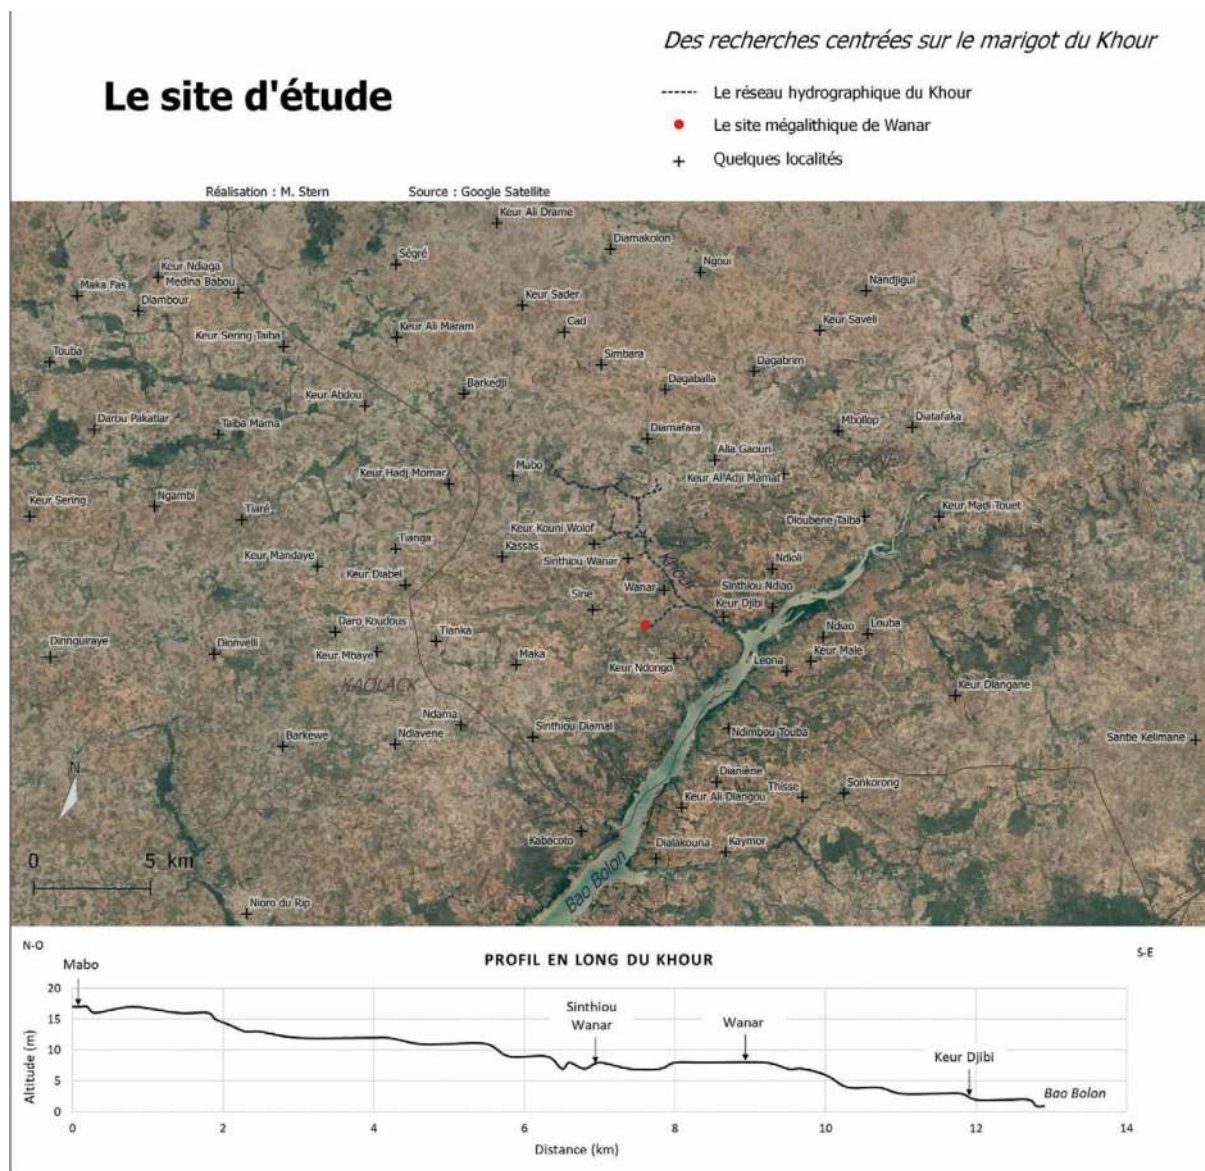 Des recherches centrées sur le marigot du Khour
Le site d'étude
Le réseau hydrographique du Khour
Le site mégalithique de Wanar
Quelques localités
Réalisation : M. Stern
Source : Google Satellite
Keur Ali Drame
Diamakolon
Ségré
Ngoui
Keur Ndiaga
Medina Babou
Maka Fas
Diambour
Nandjigui
Keur Sader
Cad
Keur Saveli
Keur Ali Maram
Keur Sering Taiba
Touba
Simbara
Dagabrim
Barkedji
Dagaballa
Keur Abdou
Darou Pakatiar
Taiba Mama
Diamafara
Mbollop
Diatafaka
Alla Gaouri
Mabo
Keur Hadj Momar
Keur Al Adji Mamat
Keur Sering
Ngambi
Tiaré
Keur Madi Touet
Dioubene Taiba
Keur Kouni Wolof
Tianga
Kassas
Sinthiou Wanar
Keur Mandaye
Ndioli
Khour
Keur Diabel
Wanar
Sinthiou Ndiao
Sine
Keur Djibi
Daro Koudous
Tianka
Ndiao
Louba
Dinnguiraye
Dionvelli
Keur Mbaye
Maka
Keur Ndongo
Leona
Keur Male
KAOLACK
Keur Diangane
Ndama
Sinthiou Diamal
Ndimbou Touba
Barkewe
Ndiavene
Santie Kelimane
N
Dianiène
Thisse
Sonkorong
Keur Ali Diangou
Kabacoto
Dialakouna
Kaymor
0 5 km
Bao Bolon
Nioro du Rip
N-O
S-E
PROFIL EN LONG DU KHOUR
Mabo
20
15
10
5
0
Altitude (m)
Sinthiou
Wanar
Wanar
Keur Djibi
Bao Bolon
0 2 4 6 8 10 12 14
Distance (km)